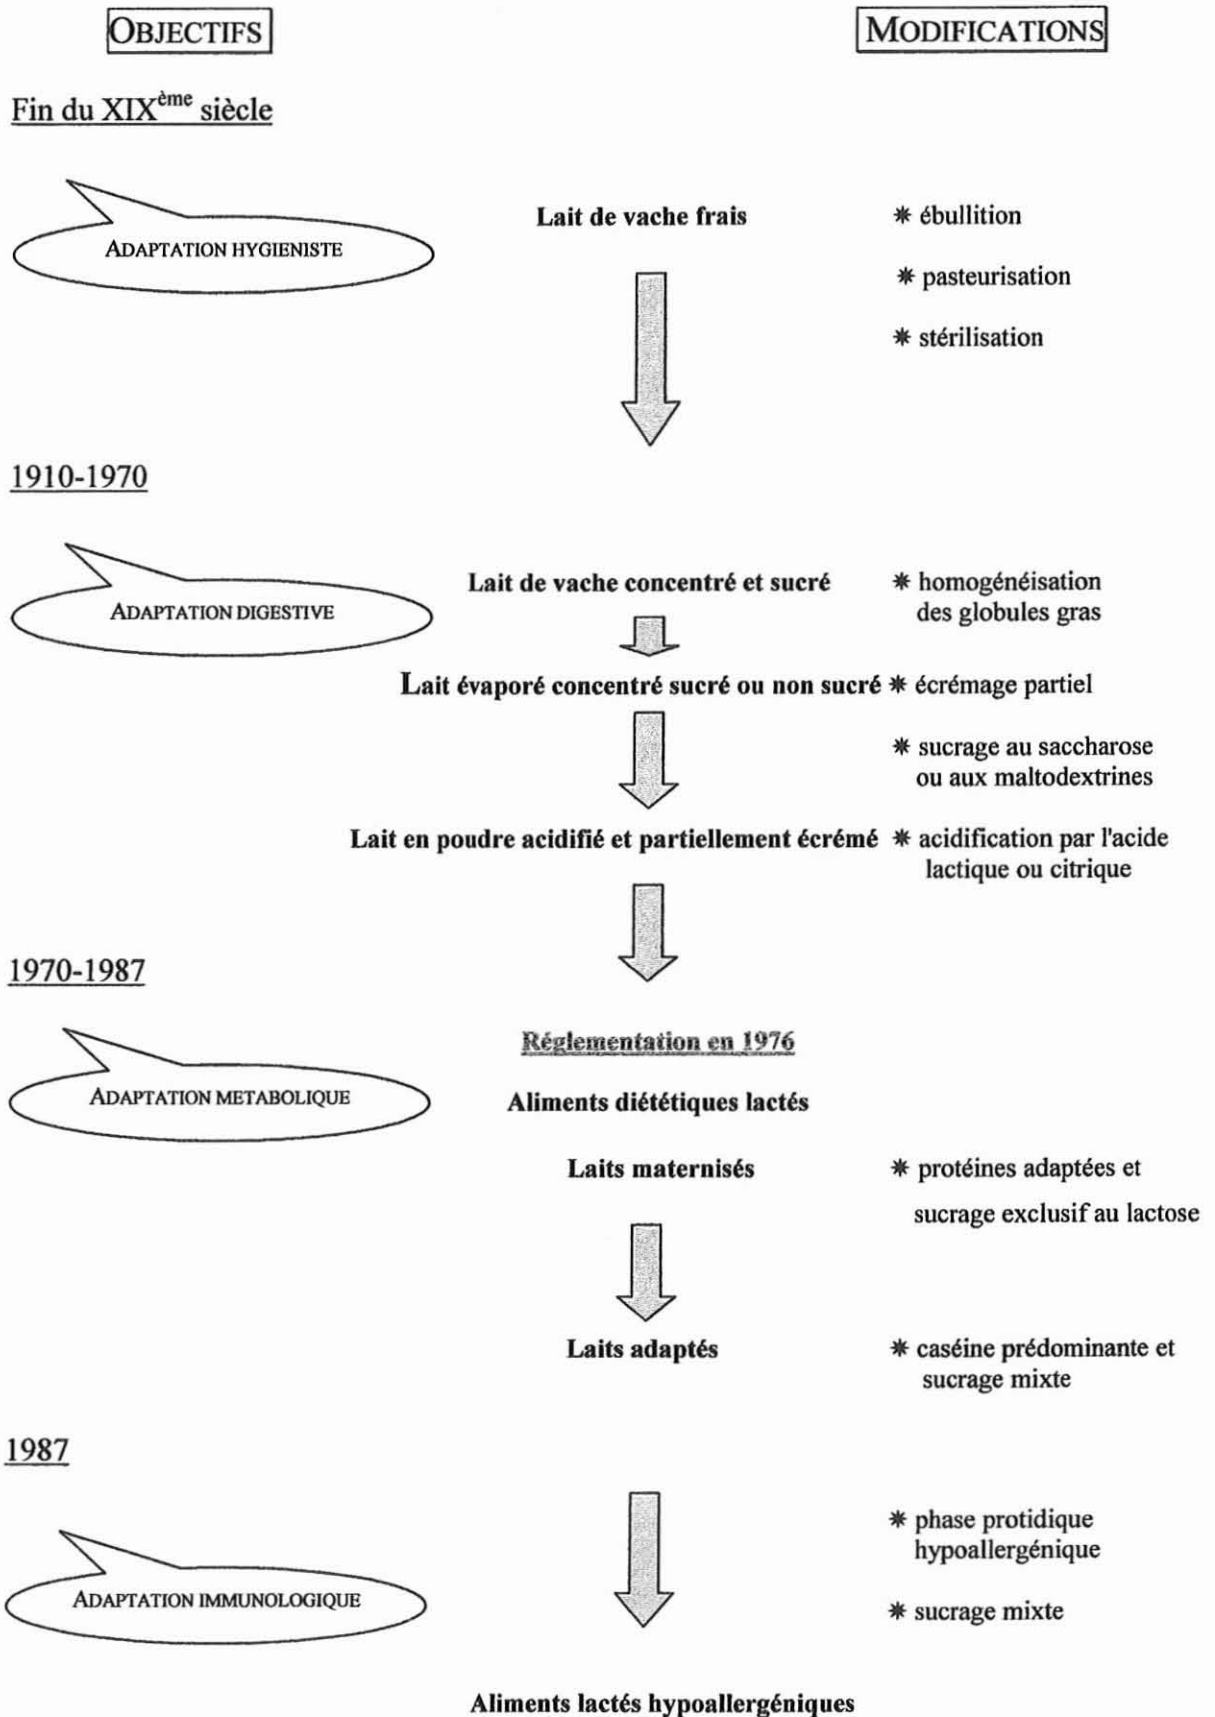 OBJECTIFS
MODIFICATIONS
Fin du XIXème siècle
ADAPTATION HYGIENISTE
Lait de vache frais
* ébullition
* pasteurisation
* stérilisation
1910-1970
ADAPTATION DIGESTIVE
Lait de vache concentré et sucré
* homogénéisation
des globules gras
Lait évaporé concentré sucré ou non sucré * écrémage partiel
* sucrage au saccharose
ou aux maltodextrines
Lait en poudre acidifié et partiellement écrémé * acidification par l'acide
lactique ou citrique
1970-1987
Réglementation en 1976
ADAPTATION METABOLIQUE
Aliments diététiques lactés
Laits maternisés
* protéines adaptées et
sucrage exclusif au lactose
Laits adaptés
* caséine prédominante et
sucrage mixte
1987
* phase protidique
hypoallergénique
ADAPTATION IMMUNOLOGIQUE
* sucrage mixte
Aliments lactés hypoallergéniques